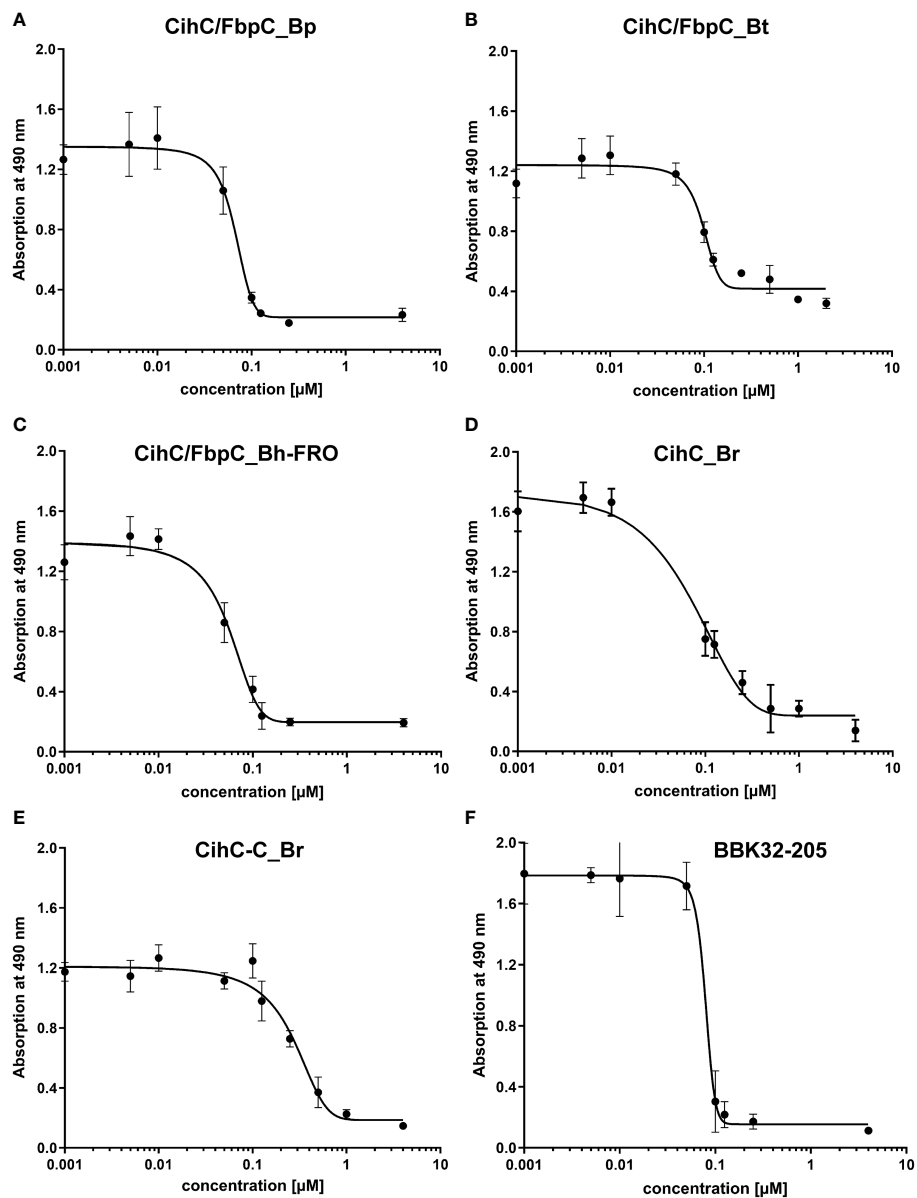 A
CihC/FbpC_Bp
Absorption at 490 nm
2.0
1.6
1.2
0.8
0.4
0.0
0.001 0.01 0.1 1 10
concentration [µM]
B
CihC/FbpC_Bt
Absorption at 490 nm
2.0
1.6
1.2
0.8
0.4
0.0
0.001 0.01 0.1 1 10
concentration [µM]
C
CihC/FbpC_Bh-FRO
Absorption at 490 nm
2.0
1.6
1.2
0.8
0.4
0.0
0.001 0.01 0.1 1 10
concentration [µM]
D
CihC_Br
Absorption at 490 nm
2.0
1.6
1.2
0.8
0.4
0.0
0.001 0.01 0.1 1 10
concentration [µM]
E
CihC-C_Br
Absorption at 490 nm
2.0
1.6
1.2
0.8
0.4
0.0
0.001 0.01 0.1 1 10
concentration [µM]
F
BBK32-205
Absorption at 490 nm
2.0
1.6
1.2
0.8
0.4
0.0
0.001 0.01 0.1 1 10
concentration [µM]